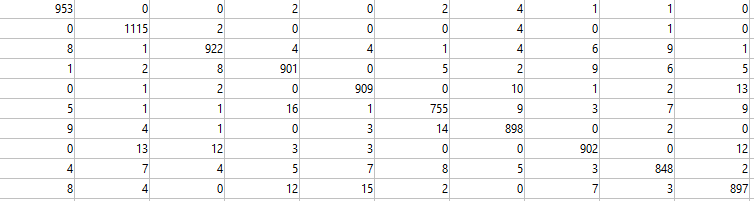 953 0 0 2 0 2 4 1 1 0
0 1115 2 0 0 0 4 0 1 0
8 1 922 4 4 1 4 6 9 1
1 2 8 901 0 5 2 9 6 5
0 1 2 0 909 0 10 1 2 13
5 1 1 16 1 755 9 3 7 9
9 4 1 0 3 14 898 0 2 0
0 13 12 3 3 0 0 902 0 12
4 7 4 5 7 8 5 3 848 2
8 4 0 12 15 2 0 7 3 897